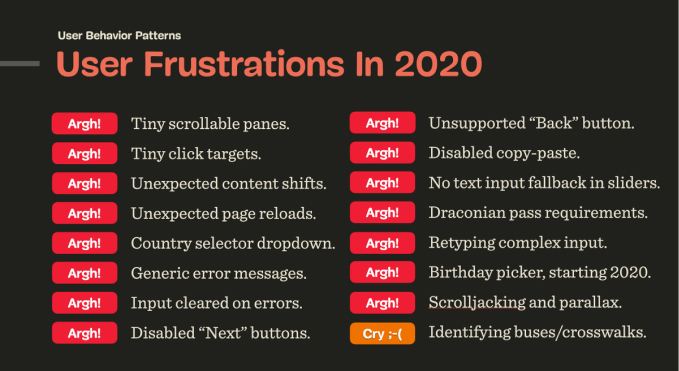 User Behavior Patterns
User Frustrations In 2020
Argh! Tiny scrollable panes.
Argh! Tiny click targets.
Argh! Unexpected content shifts.
Argh! Unexpected page reloads.
Argh! Country selector dropdown.
Argh! Generic error messages.
Argh! Input cleared on errors.
Argh! Disabled “Next” buttons.
Argh! Unsupported “Back” button.
Argh! Disabled copy-paste.
Argh! No text input fallback in sliders.
Argh! Draconian pass requirements.
Argh! Retyping complex input.
Argh! Birthday picker, starting 2020.
Argh! Scrolljacking and parallax.
Cry ;-( Identifying buses/crosswalks.